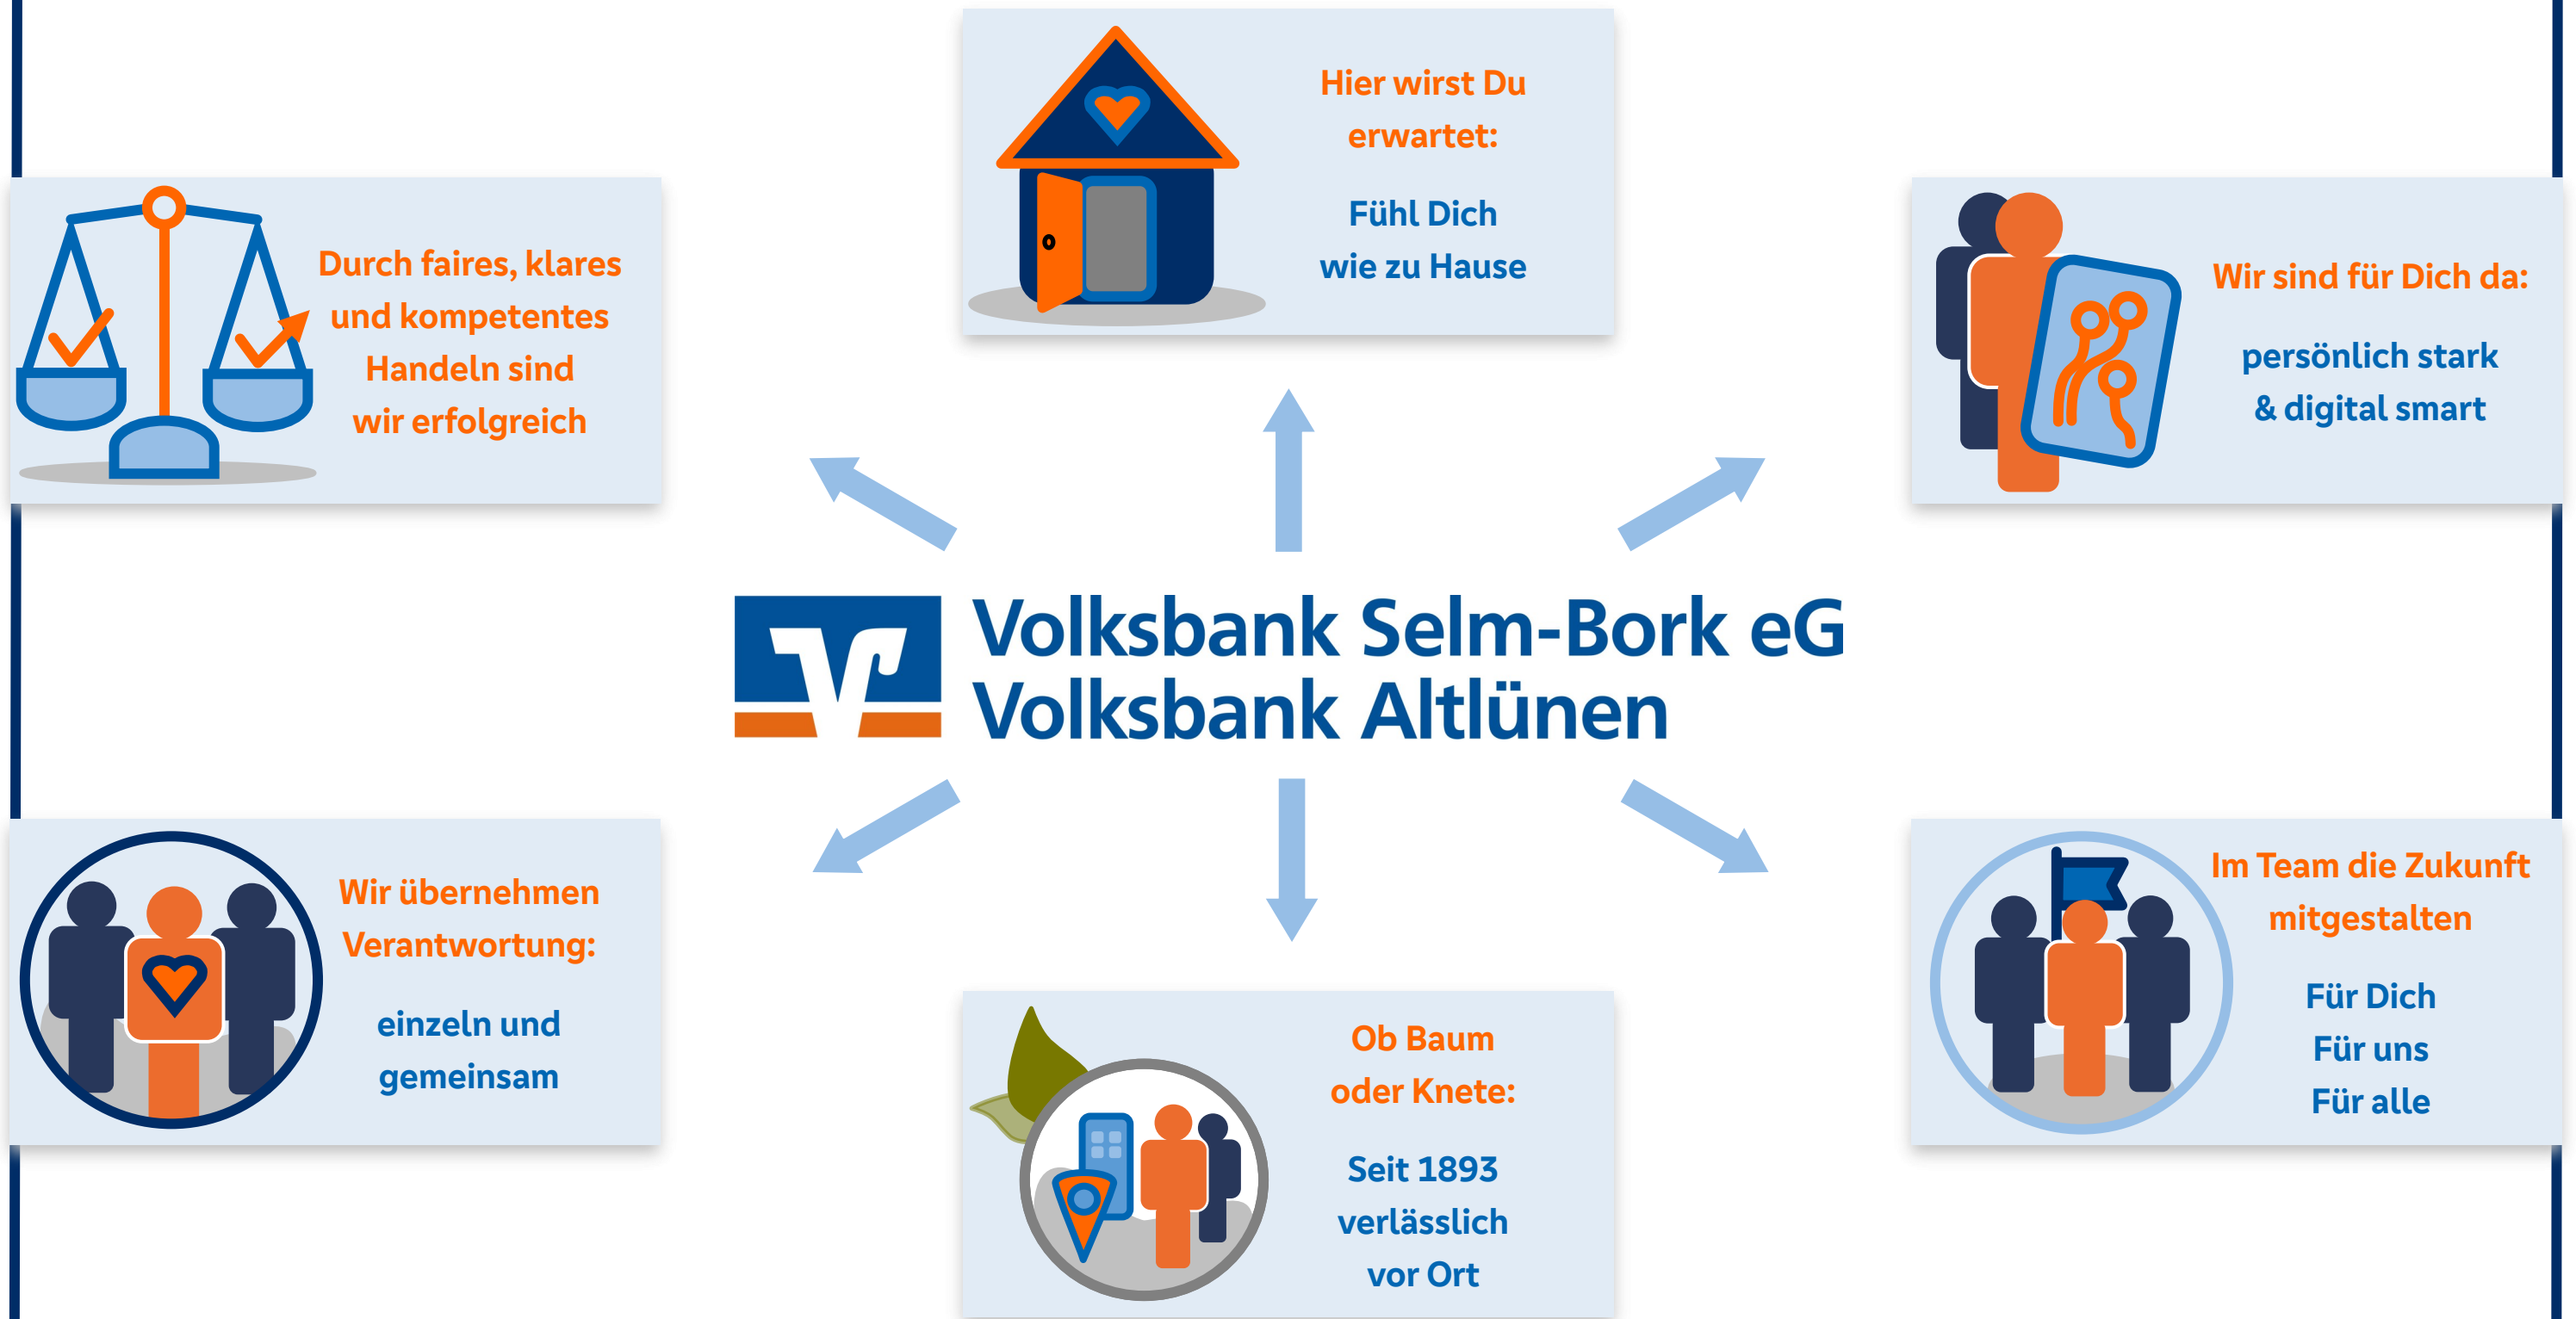 Hier wirst Du
erwartet:
Fühl Dich
wie zu Hause
Durch faires, klares
und kompetentes
Handeln sind
wir erfolgreich
Wir sind für Dich da:
persönlich stark
& digital smart
Volksbank Selm-Bork eG
Volksbank Altlünen
Wir übernehmen
Verantwortung:
einzeln und
gemeinsam
Im Team die Zukunft
mitgestalten
Für Dich
Für uns
Für alle
Ob Baum
oder Knete:
Seit 1893
verlässlich
vor Ort